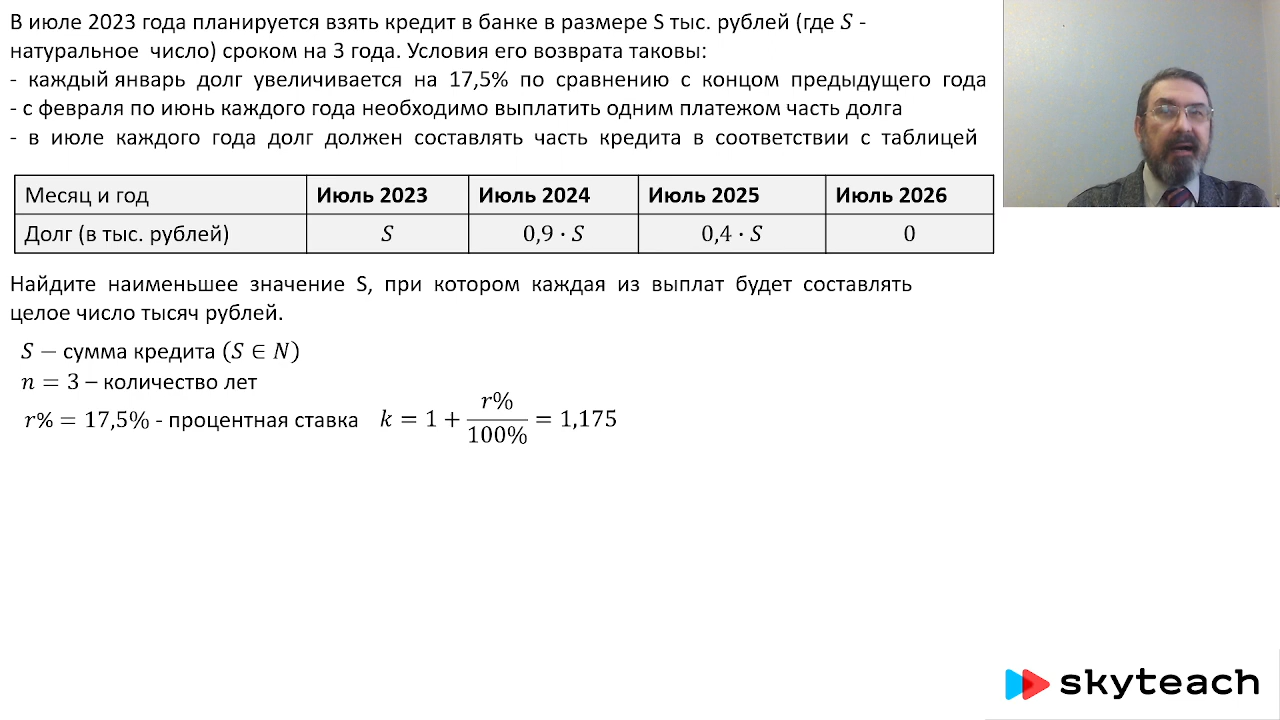 В июле 2023 года планируется взять кредит в банке в размере S тыс. рублей (где S -
натуральное число) сроком на 3 года. Условия его возврата таковы:
- каждый январь долг увеличивается на 17,5% по сравнению с концом предыдущего года
- с февраля по июнь каждого года необходимо выплатить одним платежом часть долга
- в июле каждого года долг должен составлять часть кредита в соответствии с таблицей
Месяц и год Июль 2023 Июль 2024 Июль 2025 Июль 2026
Долг (в тыс. рублей) S 0,9 · S 0,4 · S 0
Найдите наименьшее значение S, при котором каждая из выплат будет составлять
целое число тысяч рублей.
S − сумма кредита (S ∈ N)
n = 3 – количество лет
r% = 17,5% - процентная ставка k = 1 + r%/100% = 1,175
skyteach